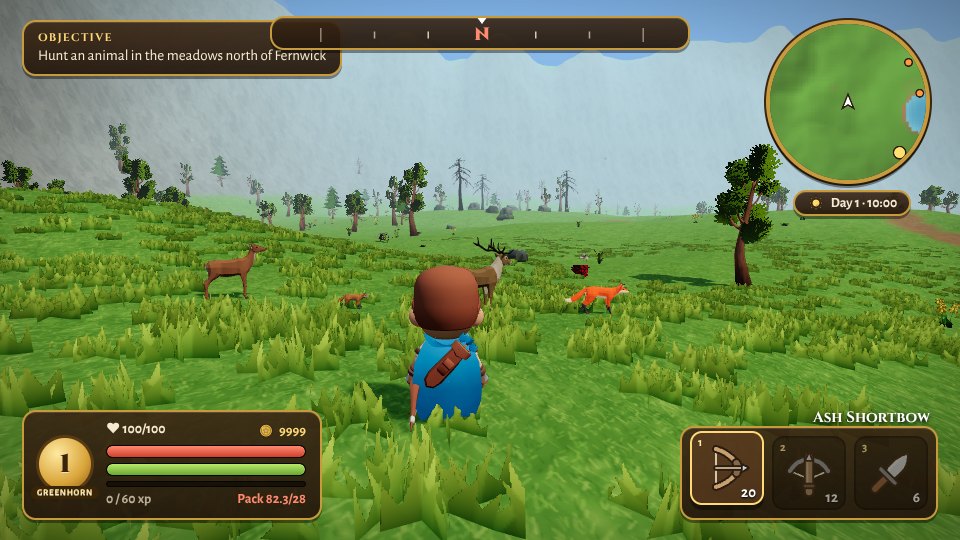 OBJECTIVE
Hunt an animal in the meadows north of Fernwick
N
Day 1 · 10:00
100/100
9999
1
GREENHORN
0 / 60 xp
Pack 82.3/28
ASH SHORTBOW
1
20
2
12
3
6